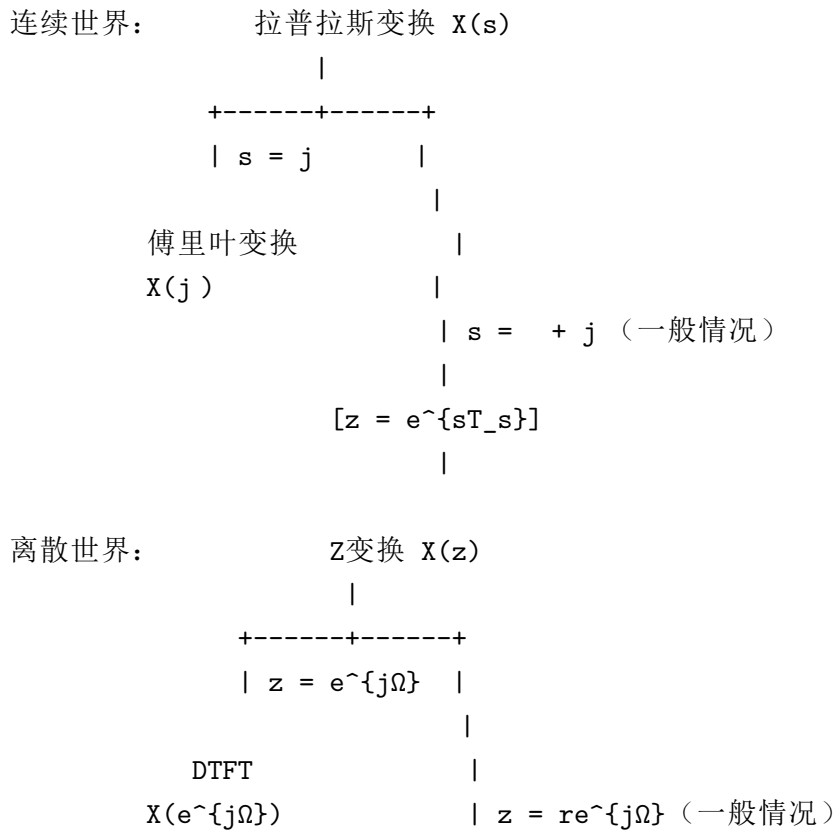 连续世界： 拉普拉斯变换 X(s)
|
+------+------+
| s = j |
|
傅里叶变换 |
X(j ) |
| s = + j （一般情况）
|
[z = e^{sT_s}]
|
离散世界： Z变换 X(z)
|
+------+------+
| z = e^{jΩ} |
|
DTFT |
X(e^{jΩ}) | z = re^{jΩ}（一般情况）